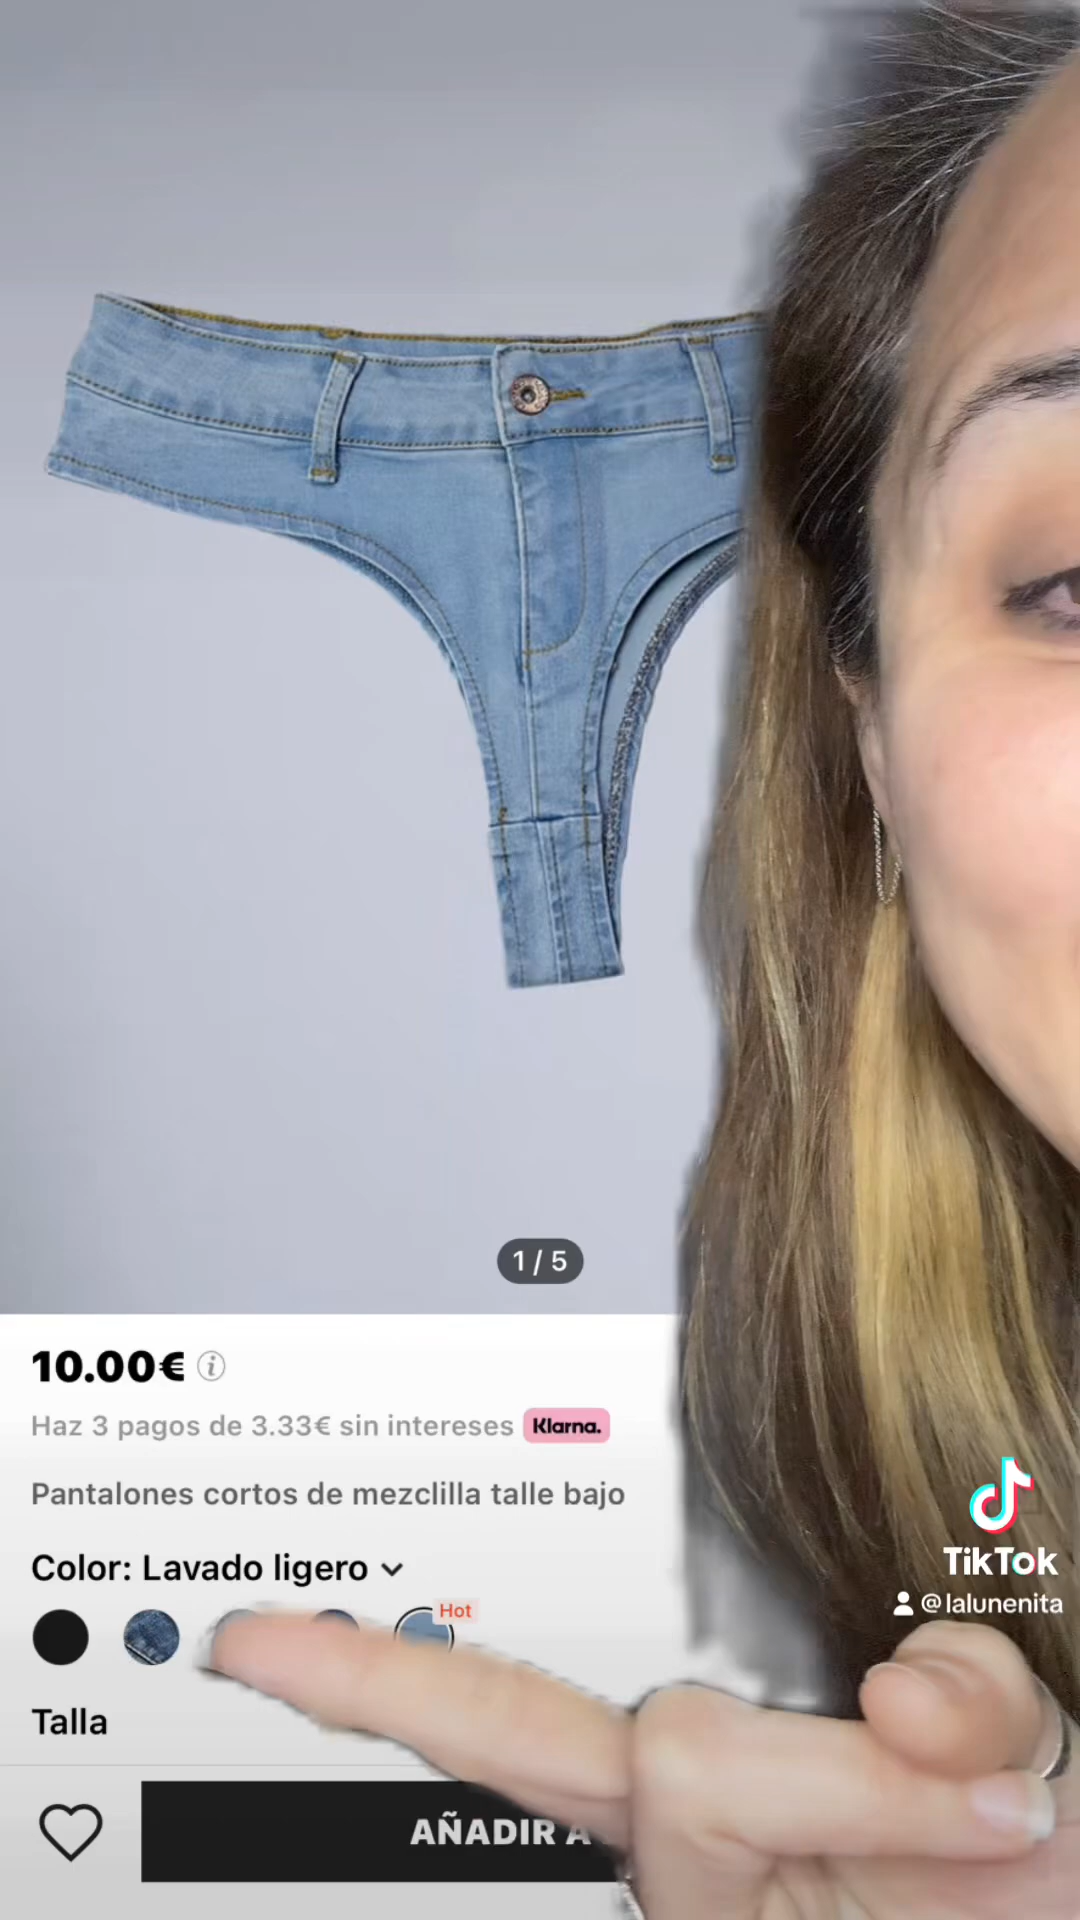 1 / 5
10.00€
Haz 3 pagos de 3.33€ sin intereses Klarna.
Pantalones cortos de mezclilla talle bajo
Color: Lavado ligero
Hot
Talla
AÑADIR A
TikTok
@lalunenita